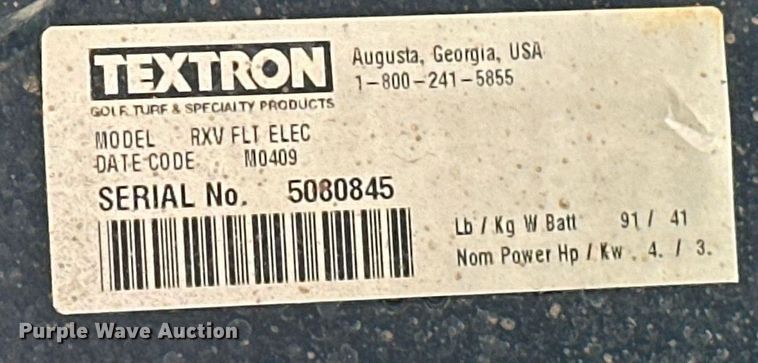 TEXTRON
GOLF, TURF & SPECIALTY PRODUCTS
Augusta, Georgia, USA
1-800-241-5855
MODEL RXV FLT ELEC
DATE CODE M0409
SERIAL No. 5080845
Lb / Kg W Batt 91 / 41
Nom Power Hp / Kw . 4. / 3.
Purple Wave Auction